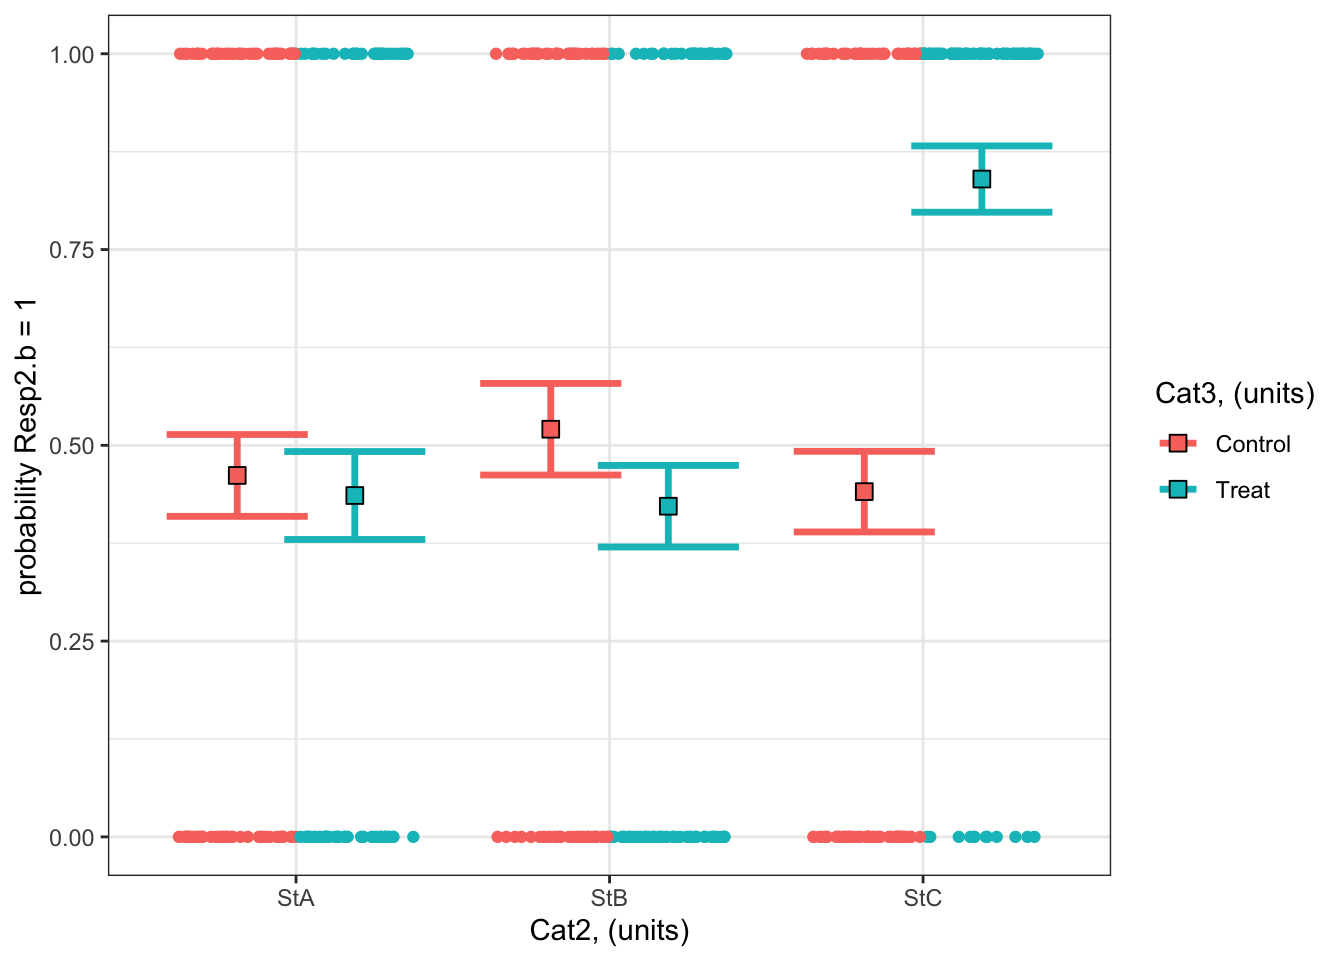 1.00
0.75
0.50
0.25
0.00
probability Resp2.b = 1
StA
StB
StC
Cat2, (units)
Cat3, (units)
Control
Treat